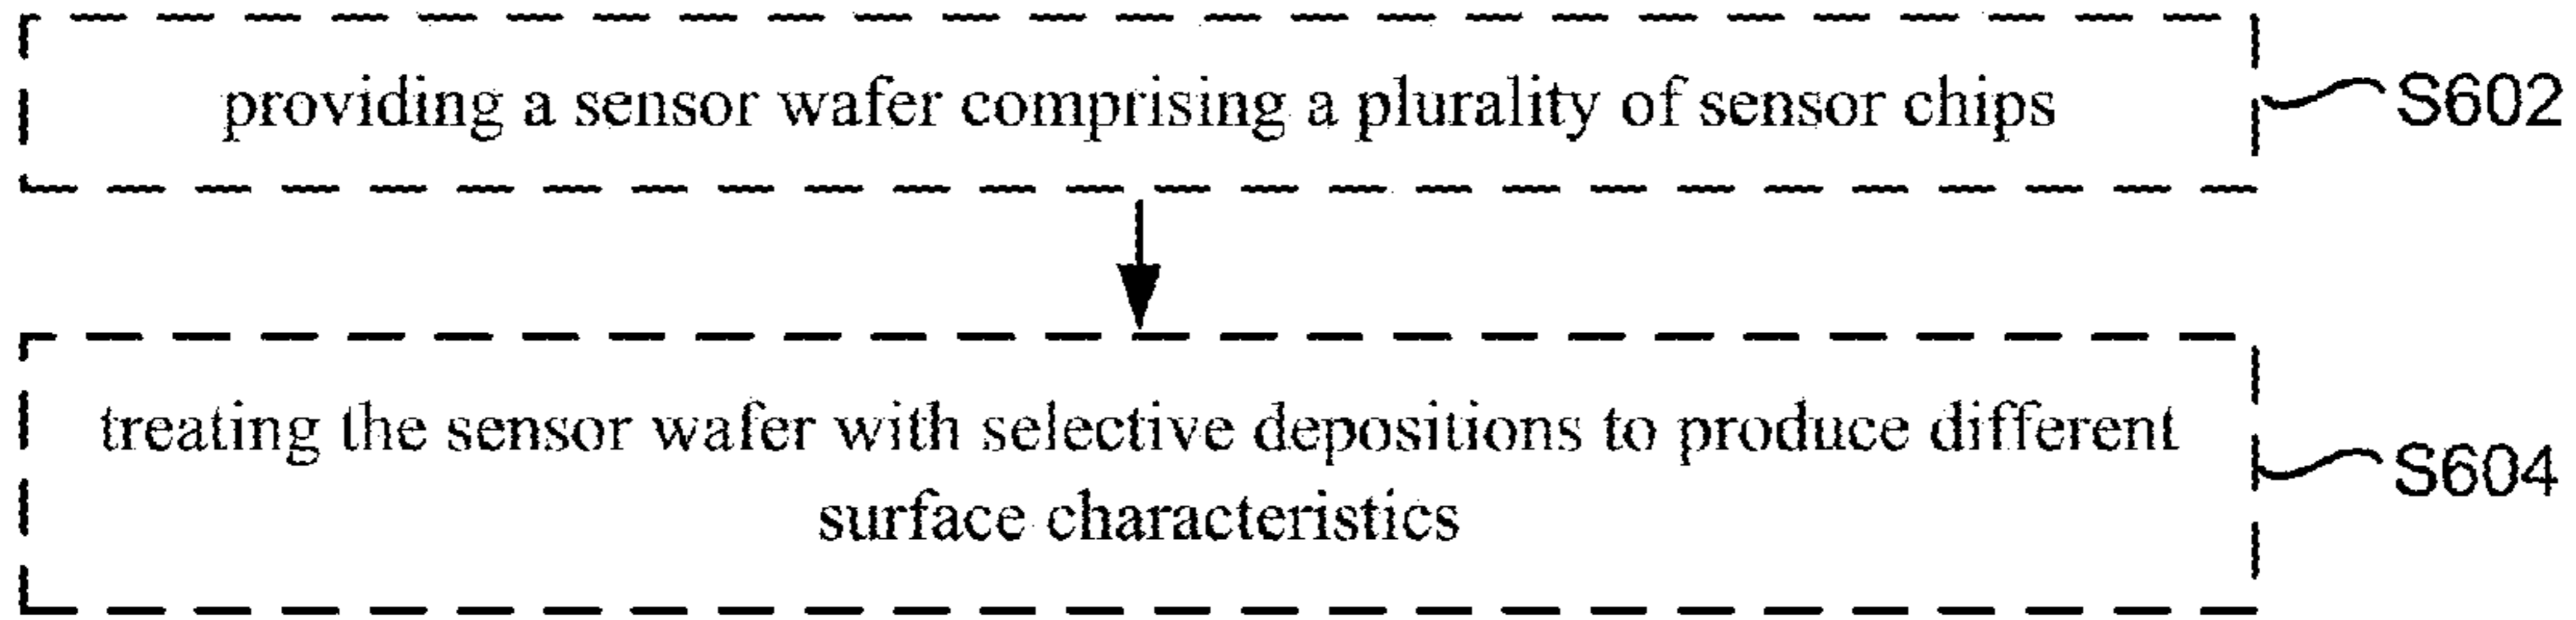 providing a sensor wafer comprising a plurality of sensor chips
S602
treating the sensor wafer with selective depositions to produce different
surface characteristics
S604